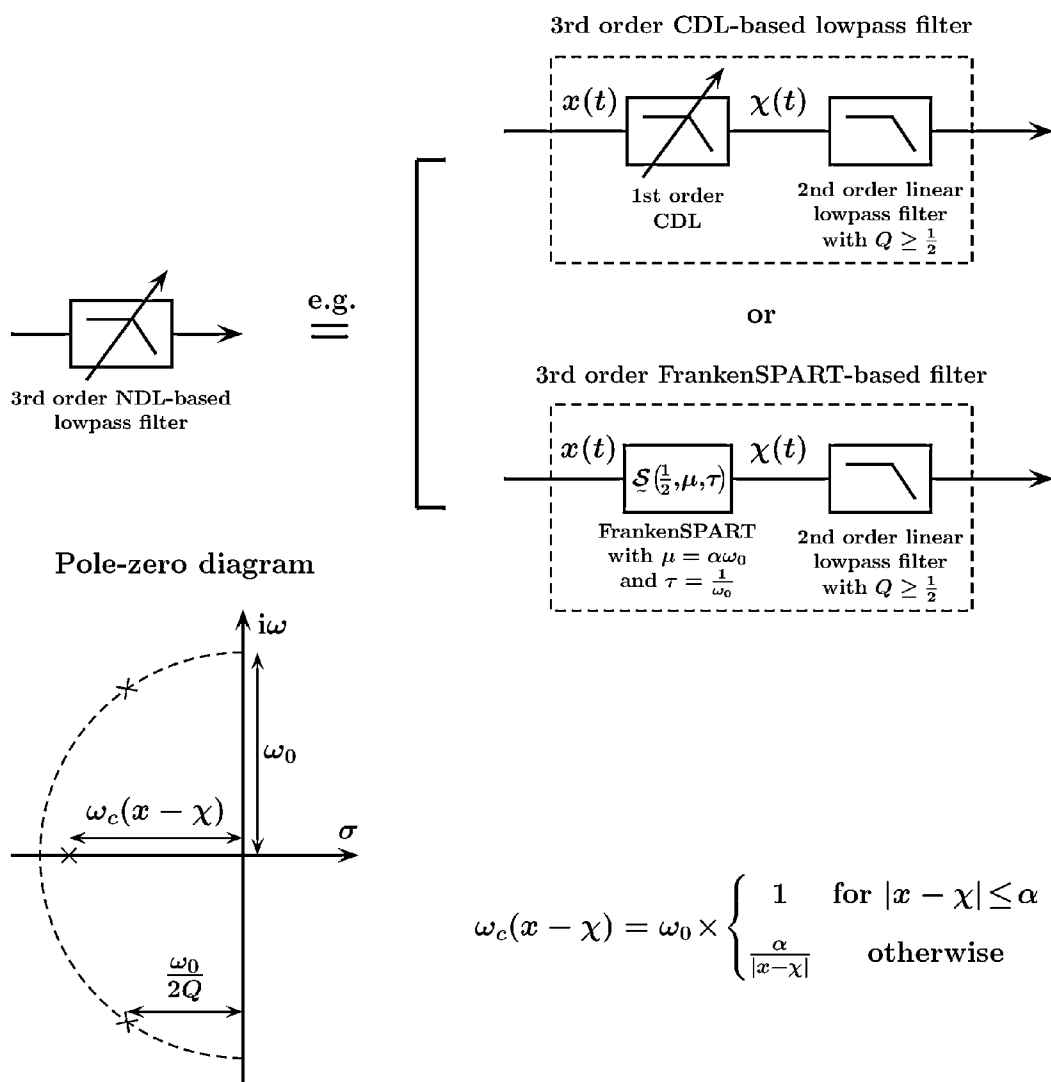 3rd order CDL-based lowpass filter
x(t)
χ(t)
1st order
CDL
2nd order linear
lowpass filter
with Q ≥ 1/2
e.g.
=
or
3rd order NDL-based
lowpass filter
3rd order FrankenSPART-based filter
x(t)
𝒮(1/2, μ, τ)
χ(t)
FrankenSPART
with μ = αω₀
and τ = 1/ω₀
2nd order linear
lowpass filter
with Q ≥ 1/2
Pole-zero diagram
iω
ω₀
ω_c(x − χ)
σ
ω₀/2Q
ω_c(x − χ) = ω₀ × { 1 for |x − χ| ≤ α
α/|x−χ| otherwise